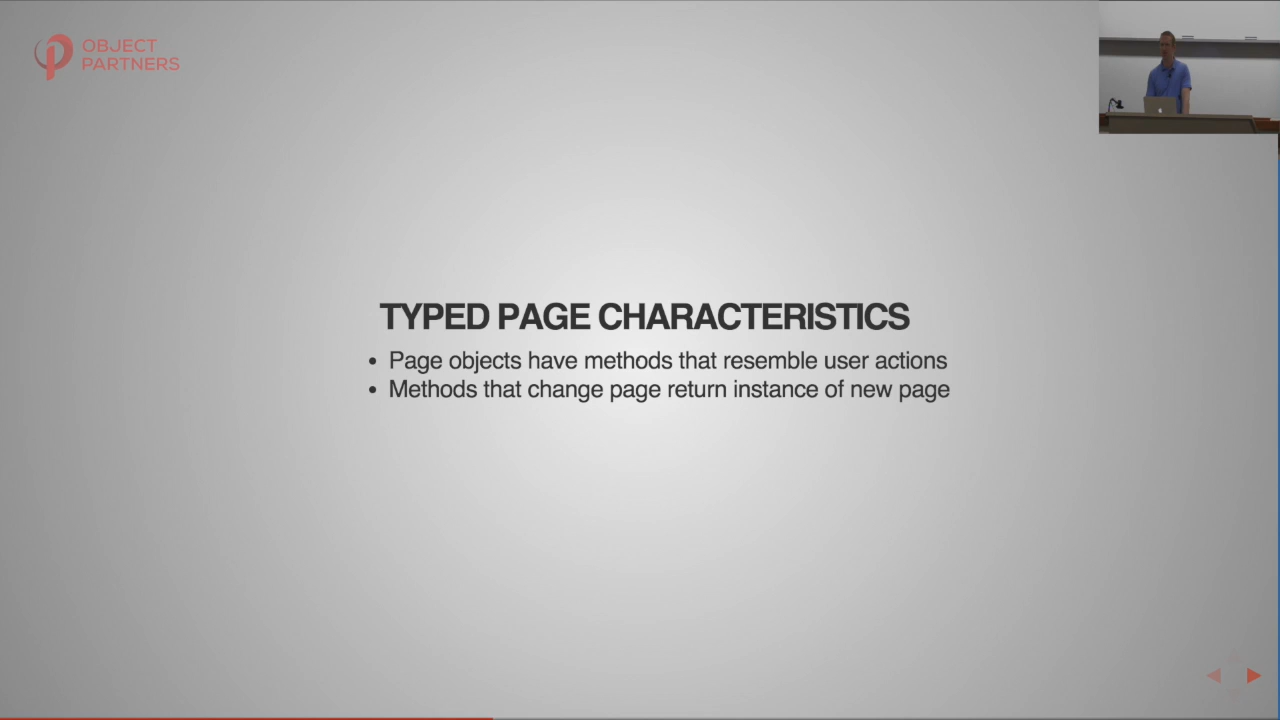 OBJECT
PARTNERS
TYPED PAGE CHARACTERISTICS
• Page objects have methods that resemble user actions
• Methods that change page return instance of new page